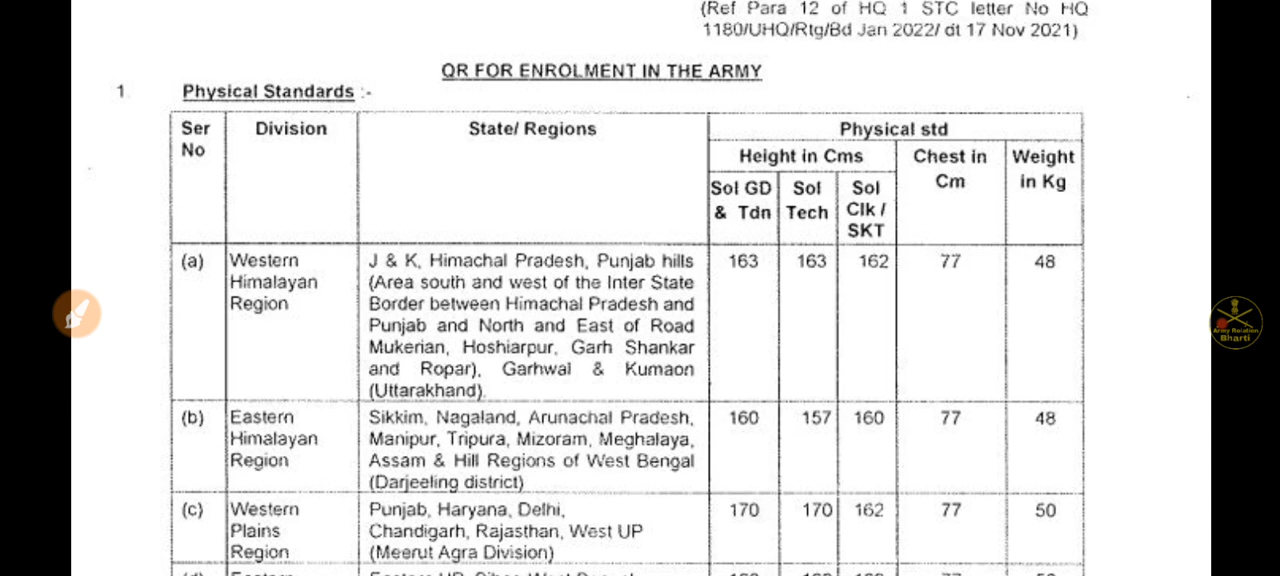 (Ref Para 12 of HQ 1 STC letter No HQ
1180/UHQ/Rtg/Bd Jan 2022/ dt 17 Nov 2021)
QR FOR ENROLMENT IN THE ARMY
1 Physical Standards :-
Ser No
Division
State/ Regions
Physical std
Height in Cms
Chest in Cm
Weight in Kg
Sol GD & Tdn
Sol Tech
Sol Clk / SKT
(a) Western Himalayan Region
J & K, Himachal Pradesh, Punjab hills
(Area south and west of the Inter State
Border between Himachal Pradesh and
Punjab and North and East of Road
Mukerian, Hoshiarpur, Garh Shankar
and Ropar), Garhwal & Kumaon
(Uttarakhand).
163 163 162 77 48
(b) Eastern Himalayan Region
Sikkim, Nagaland, Arunachal Pradesh,
Manipur, Tripura, Mizoram, Meghalaya,
Assam & Hill Regions of West Bengal
(Darjeeling district)
160 157 160 77 48
(c) Western Plains Region
Punjab, Haryana, Delhi,
Chandigarh, Rajasthan, West UP
(Meerut Agra Division)
170 170 162 77 50
Army Relation
Bharti